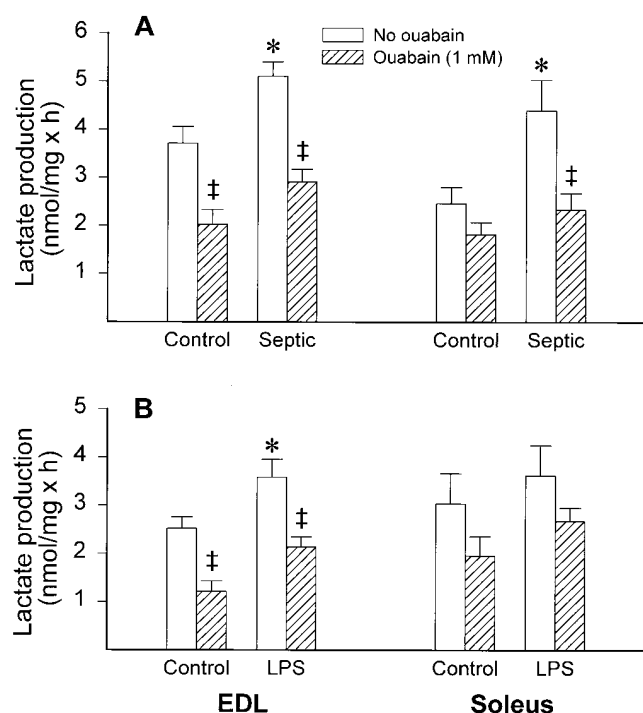 A
No ouabain
Ouabain (1 mM)
Lactate production
(nmol/mg x h)
6
5
4
3
2
1
*
‡
‡
*
‡
Control
Septic
Control
Septic
B
Lactate production
(nmol/mg x h)
5
4
3
2
1
*
‡
‡
Control
LPS
Control
LPS
EDL
Soleus